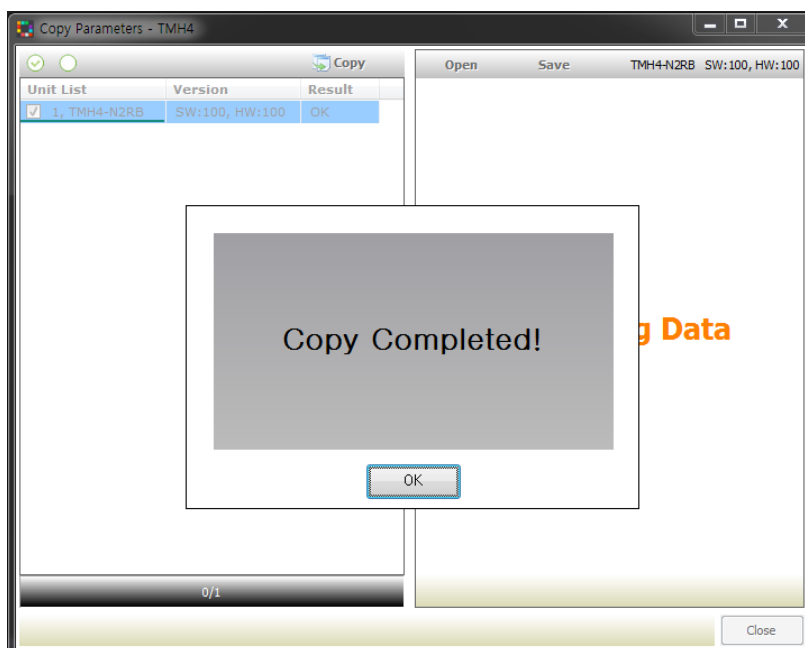 Copy Parameters - TMH4
Copy
Unit List Version Result
1, TMH4-N2RB SW:100, HW:100 OK
0/1
Open Save TMH4-N2RB SW:100, HW:100
Data
Copy Completed!
OK
Close